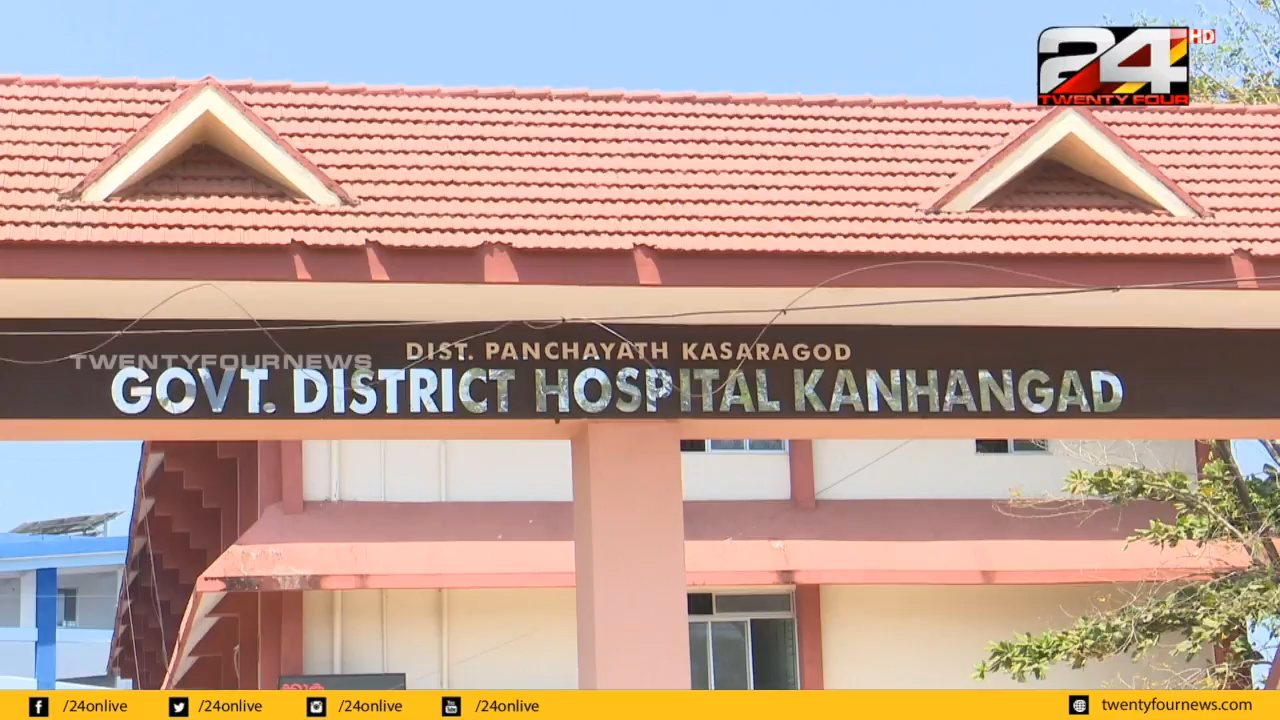 24 HD
TWENTY FOUR
DIST. PANCHAYATH KASARAGOD
TWENTYFOURNEWS
GOVT. DISTRICT HOSPITAL KANHANGAD
/24onlive /24onlive /24onlive /24onlive twentyfournews.com